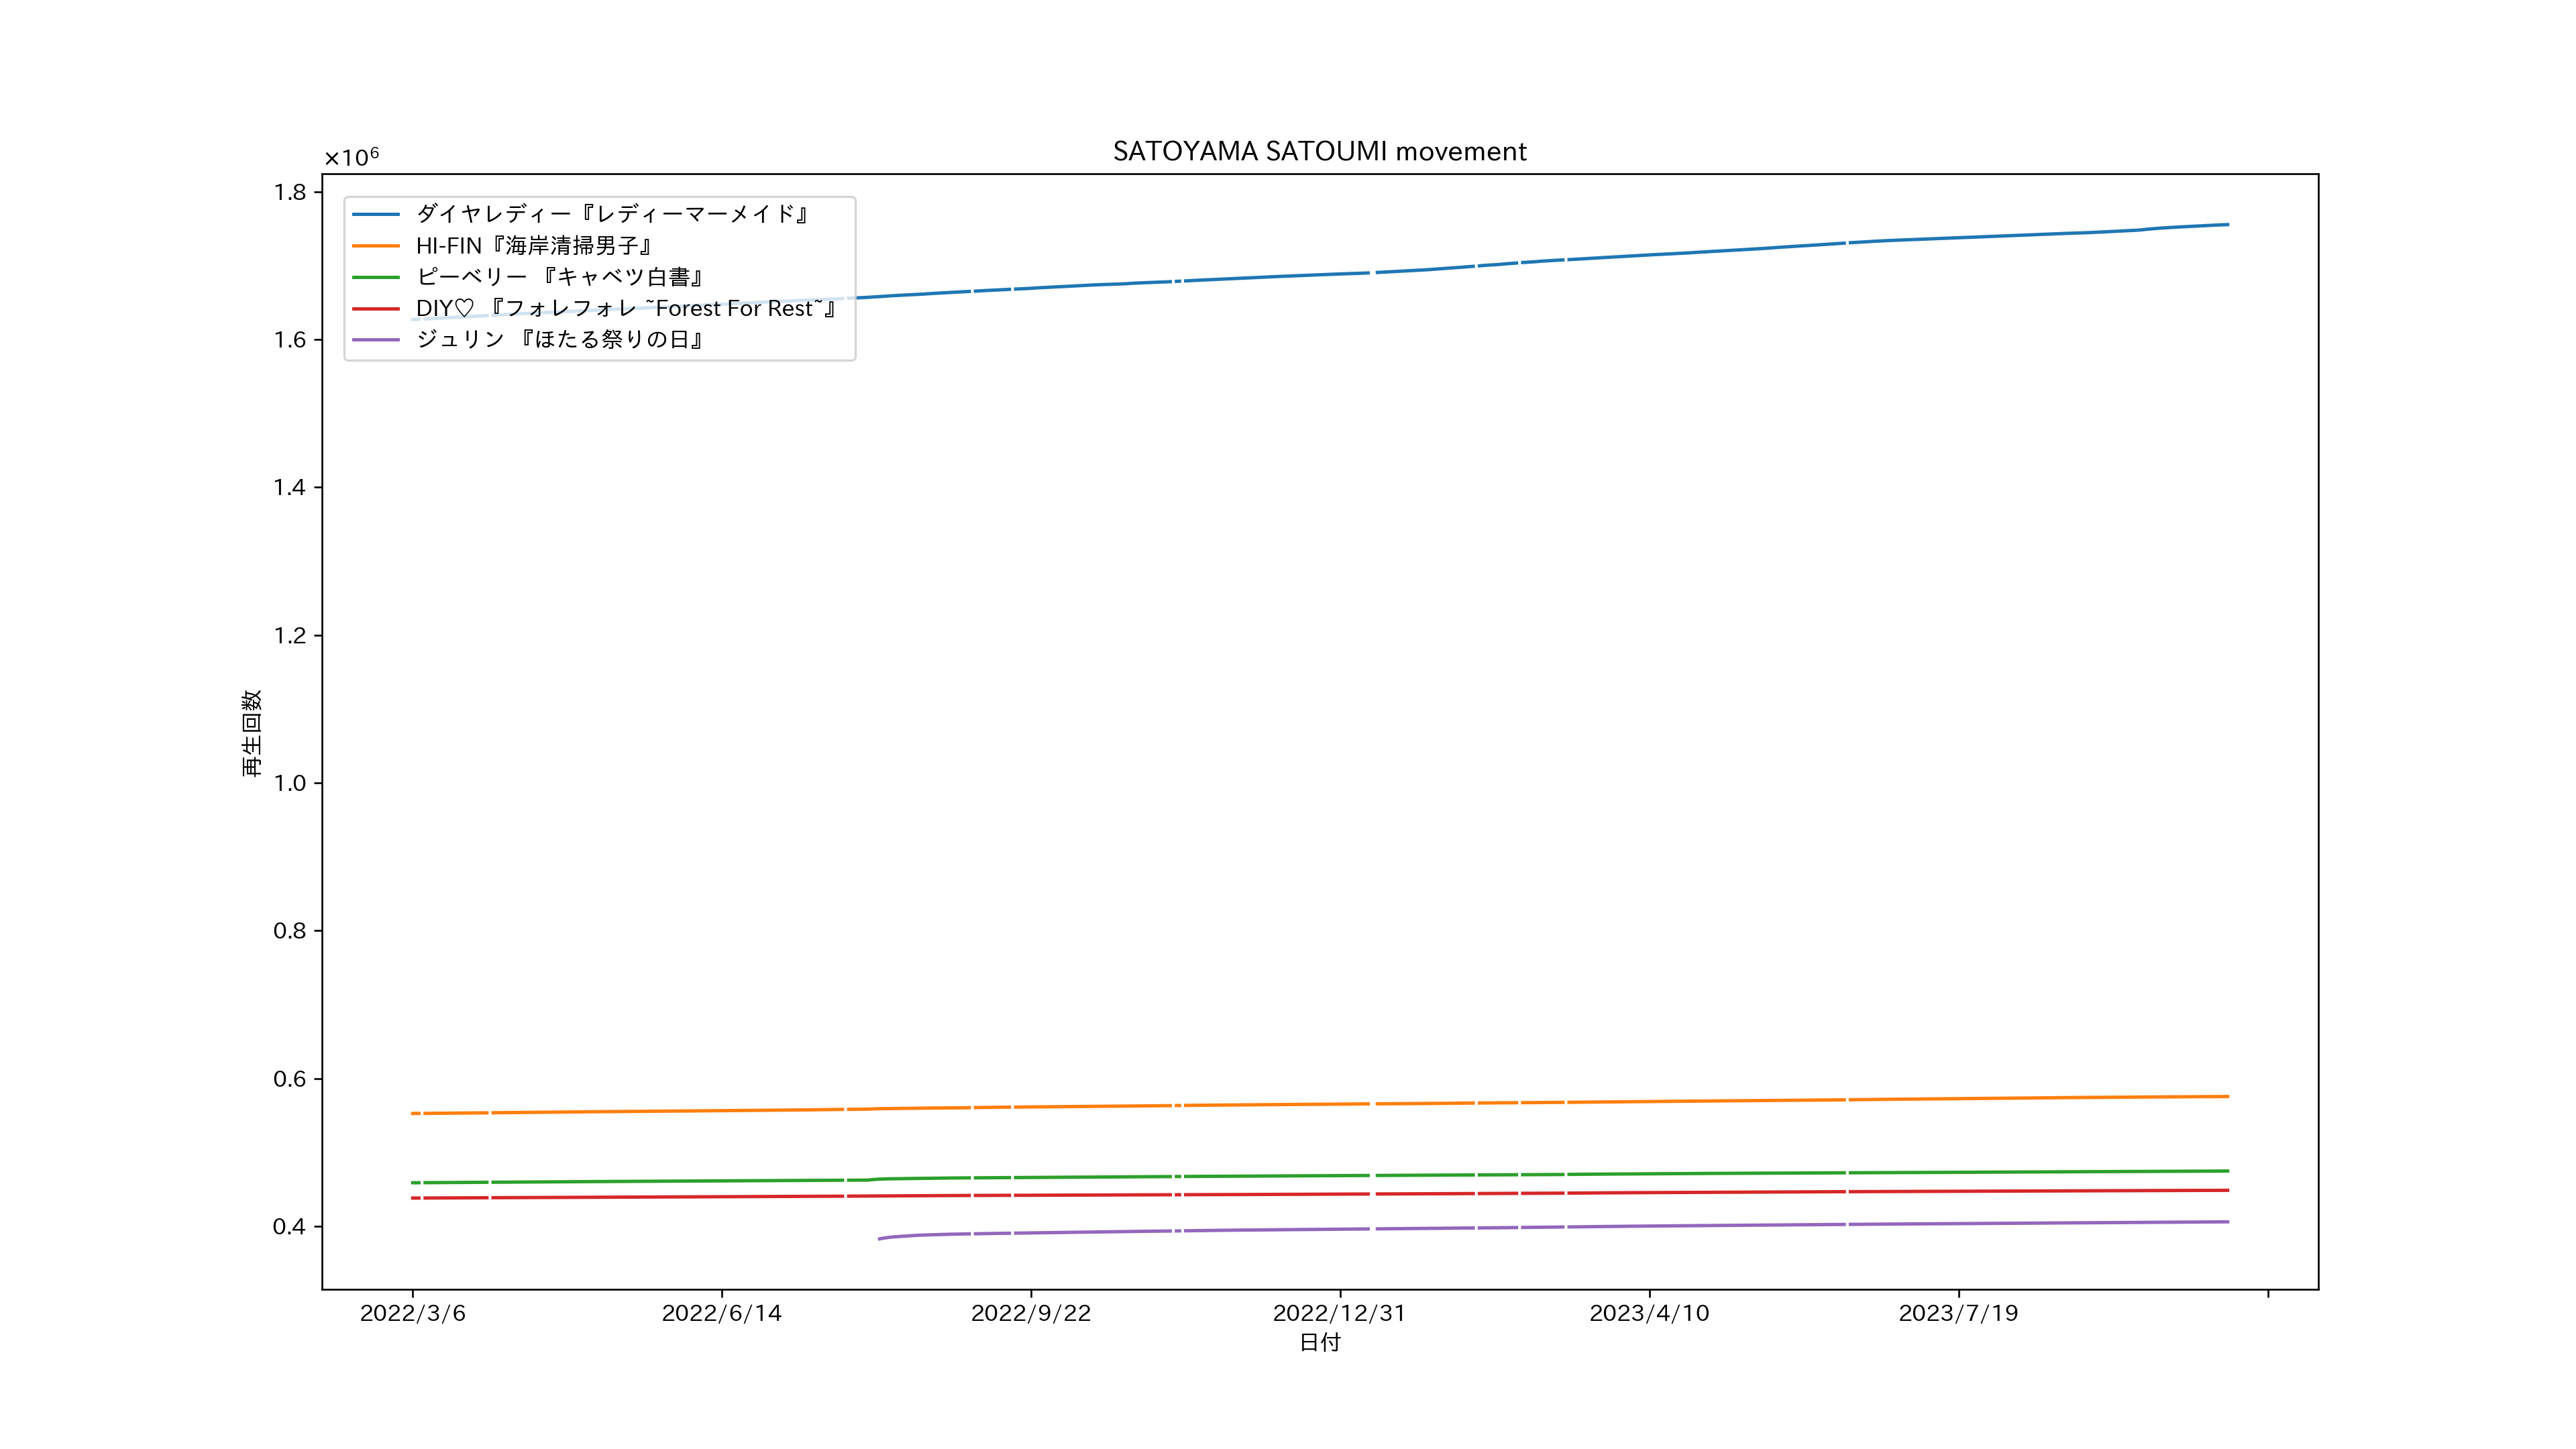 SATOYAMA SATOUMI movement
×10⁶
1.8
1.6
1.4
1.2
1.0
0.8
0.6
0.4
再生回数
ダイヤレディー『レディーマーメイド』
HI-FIN『海岸清掃男子』
ピーベリー 『キャベツ白書』
DIY♡ 『フォレフォレ ~Forest For Rest~』
ジュリン 『ほたる祭りの日』
2022/3/6 2022/6/14 2022/9/22 2022/12/31 2023/4/10 2023/7/19
日付